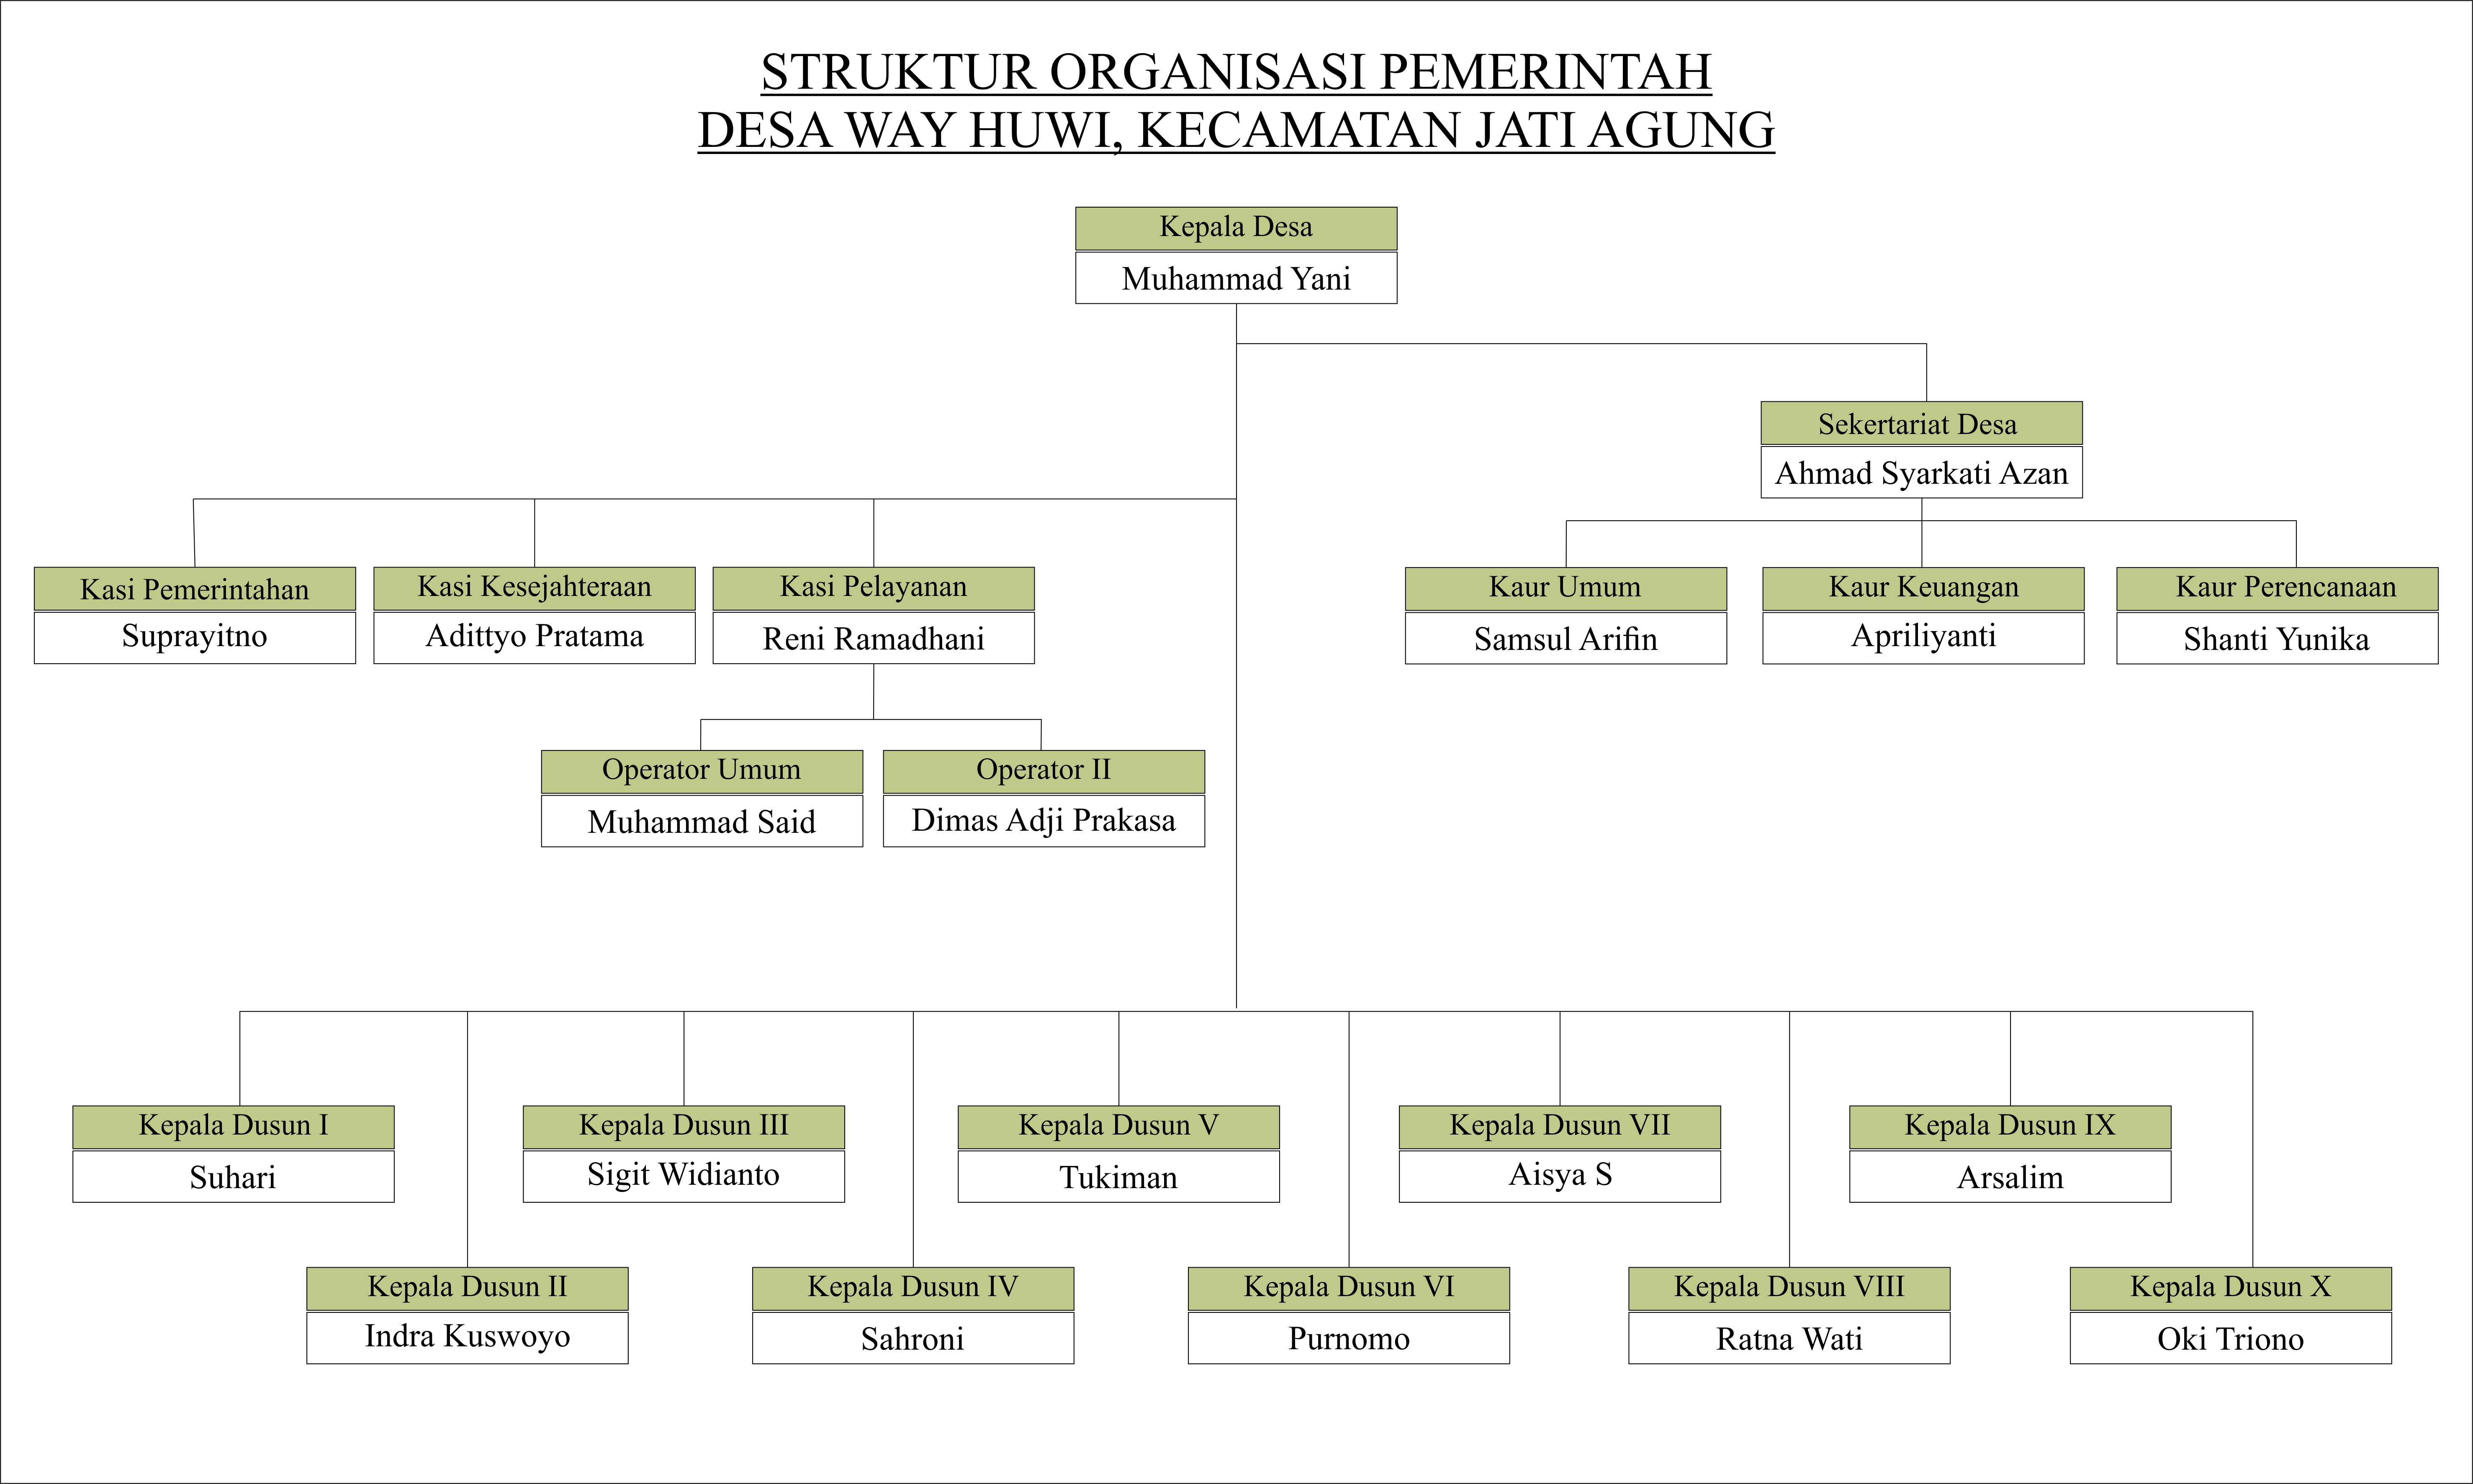 STRUKTUR ORGANISASI PEMERINTAH
DESA WAY HUWI, KECAMATAN JATI AGUNG
Kepala Desa
Muhammad Yani
Sekertariat Desa
Ahmad Syarkati Azan
Kasi Pemerintahan
Suprayitno
Kasi Kesejahteraan
Adittyo Pratama
Kasi Pelayanan
Reni Ramadhani
Kaur Umum
Samsul Arifin
Kaur Keuangan
Apriliyanti
Kaur Perencanaan
Shanti Yunika
Operator Umum
Muhammad Said
Operator II
Dimas Adji Prakasa
Kepala Dusun I
Suhari
Kepala Dusun III
Sigit Widianto
Kepala Dusun V
Tukiman
Kepala Dusun VII
Aisya S
Kepala Dusun IX
Arsalim
Kepala Dusun II
Indra Kuswoyo
Kepala Dusun IV
Sahroni
Kepala Dusun VI
Purnomo
Kepala Dusun VIII
Ratna Wati
Kepala Dusun X
Oki Triono